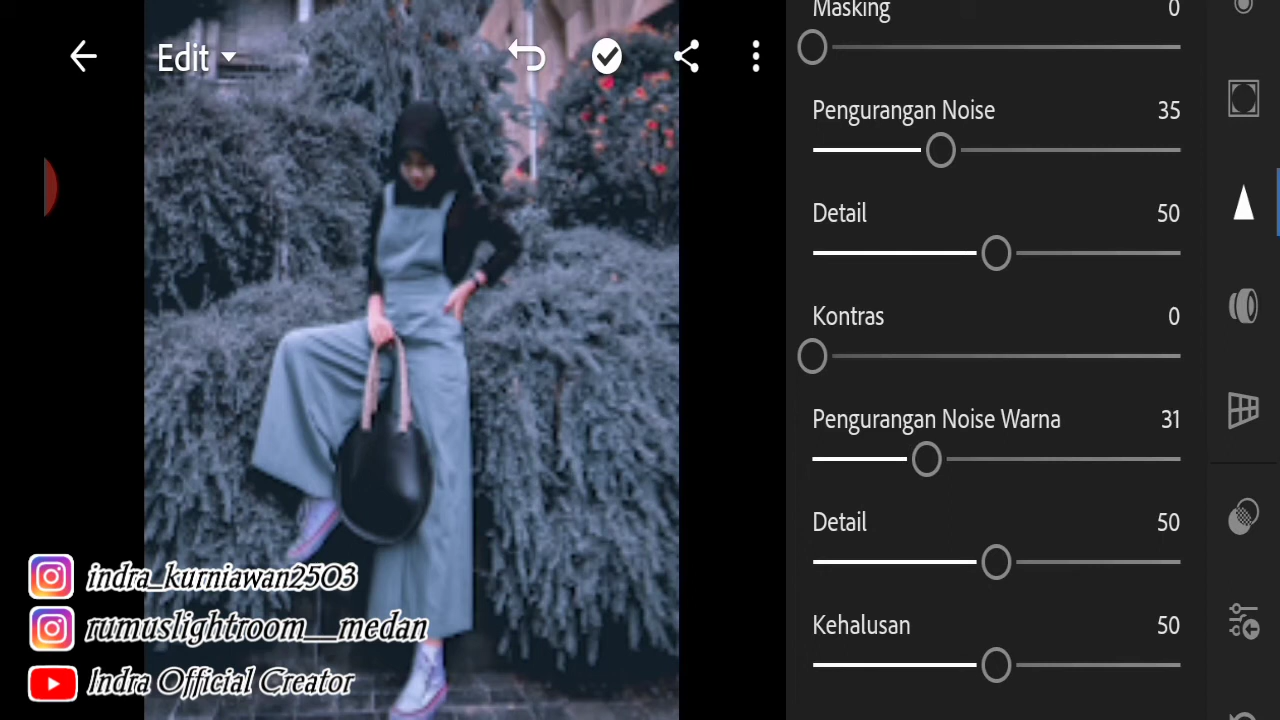 Edit
Masking 0
Pengurangan Noise 35
Detail 50
Kontras 0
Pengurangan Noise Warna 31
Detail 50
Kehalusan 50
indra_kurniawan2503
rumuslightroom__medan
Indra Official Creator